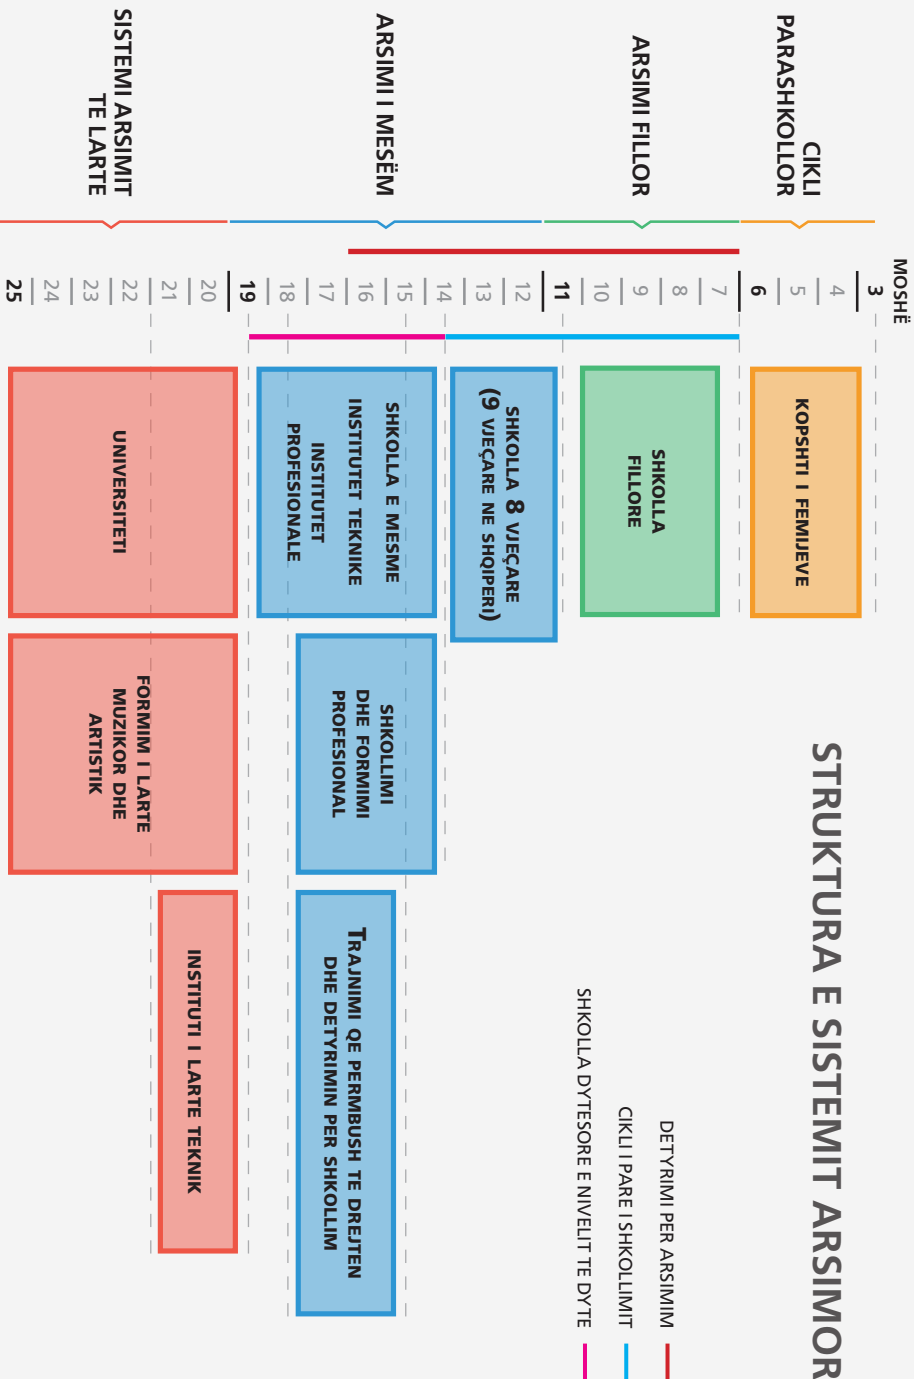 STRUKTURA E SISTEMIT ARSIMOR
DETYRIMI PER ARSIMIM
CIKLI I PARE I SHKOLLIMIT
SHKOLLA DYTESORE E NIVELIT TE DYTE
MOSHË
3
4
5
6
7
8
9
10
11
12
13
14
15
16
17
18
19
20
21
22
23
24
25
CIKLI
PARASHKOLLOR
KOPSHTI I FEMIJEVE
ARSIMI FILLOR
SHKOLLA
FILLORE
ARSIMI I MESËM
SHKOLLA 8 VJEÇARE
(9 VJEÇARE NE SHQIPERI)
SHKOLLA E MESME
INSTITUTET TEKNIKE
INSTITUTET
PROFESIONALE
SHKOLLIMI
DHE FORMIMI
PROFESIONAL
TRAJNIMI QE PERMBUSH TE DREJTEN
DHE DETYRIMIN PER SHKOLLIM
SISTEMI ARSIMIT
TE LARTE
UNIVERSITETI
FORMIM I LARTE
MUZIKOR DHE
ARTISTIK
INSTITUTI I LARTE TEKNIK